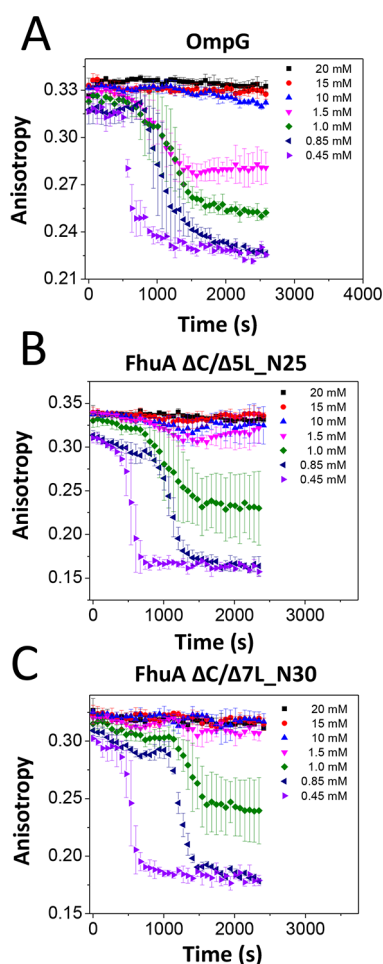 A
OmpG
0.33
0.30
0.27
0.24
0.21
Anisotropy
20 mM
15 mM
10 mM
1.5 mM
1.0 mM
0.85 mM
0.45 mM
0 1000 2000 3000 4000
Time (s)
B
FhuA ΔC/Δ5L_N25
0.35
0.30
0.25
0.20
0.15
Anisotropy
20 mM
15 mM
10 mM
1.5 mM
1.0 mM
0.85 mM
0.45 mM
0 1000 2000 3000
Time (s)
C
FhuA ΔC/Δ7L_N30
0.30
0.25
0.20
0.15
Anisotropy
20 mM
15 mM
10 mM
1.5 mM
1.0 mM
0.85 mM
0.45 mM
0 1000 2000 3000
Time (s)